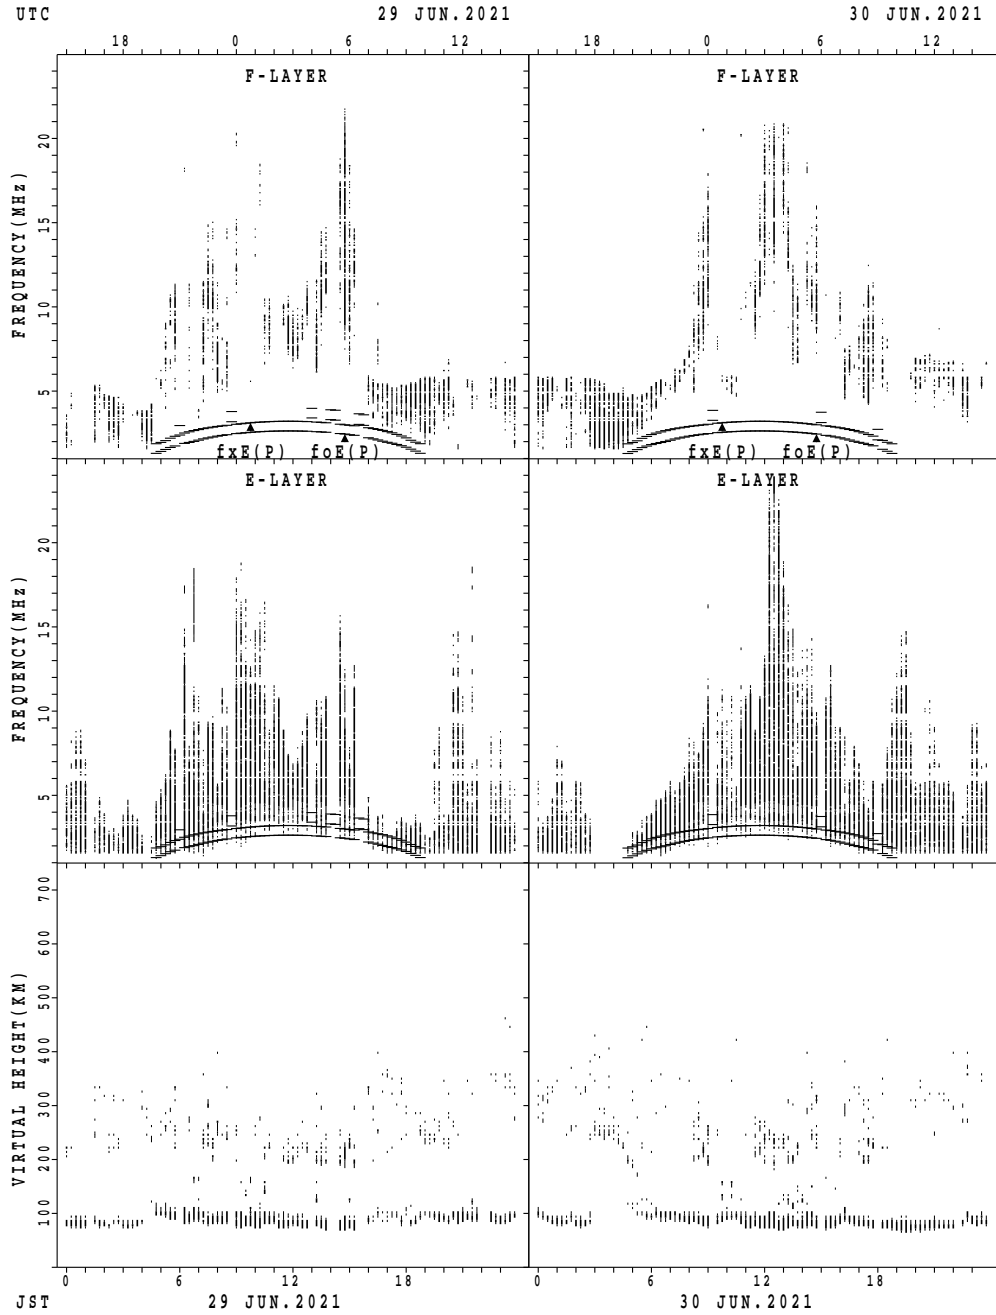 UTC 29 JUN.2021 30 JUN.2021
18 0 6 12 18 0 6 12
F-LAYER F-LAYER
FREQUENCY(MHz)
20
15
10
5
fxE(P) foE(P) fxE(P) foE(P)
E-LAYER E-LAYER
FREQUENCY(MHz)
20
15
10
5
VIRTUAL HEIGHT(KM)
700
600
500
400
300
200
100
0 6 12 18 0 6 12 18
JST 29 JUN.2021 30 JUN.2021